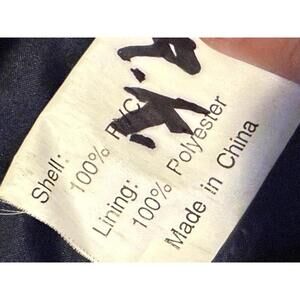 Shell:
100% PVC
Lining:
100% Polyester
Made in China